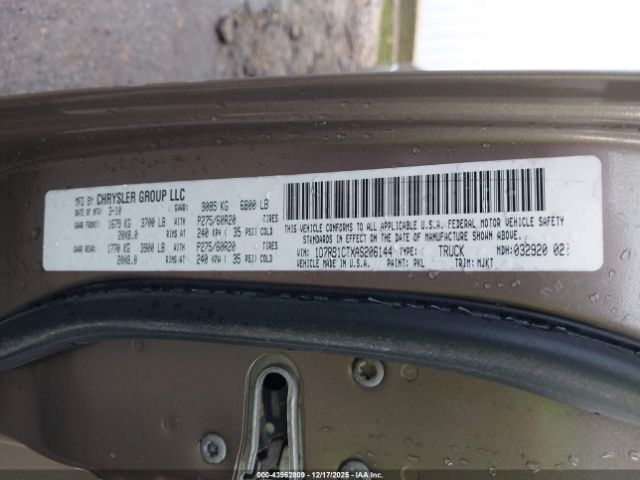 MFD BY CHRYSLER GROUP LLC
DATE OF MFR: 3-10 GVWR: 3085 KG 6800 LB
GAWR FRONT: 1679 KG 3700 LB WITH P275/60R20 TIRES
20X8.0 RIMS AT 240 KPA ( 35 PSI) COLD
GAWR REAR: 1770 KG 3900 LB WITH P275/60R20 TIRES
20X8.0 RIMS AT 240 KPA ( 35 PSI) COLD
THIS VEHICLE CONFORMS TO ALL APPLICABLE U.S.A. FEDERAL MOTOR VEHICLE SAFETY
STANDARDS IN EFFECT ON THE DATE OF MANUFACTURE SHOWN ABOVE.
VIN: 1D7RB1CTXAS206144 TYPE: TRUCK MDH: 032920 02
VEHICLE MADE IN U.S.A. PAINT: PKL TRIM: MJKT
000-43962809 12/17/2025 IAAI.COM